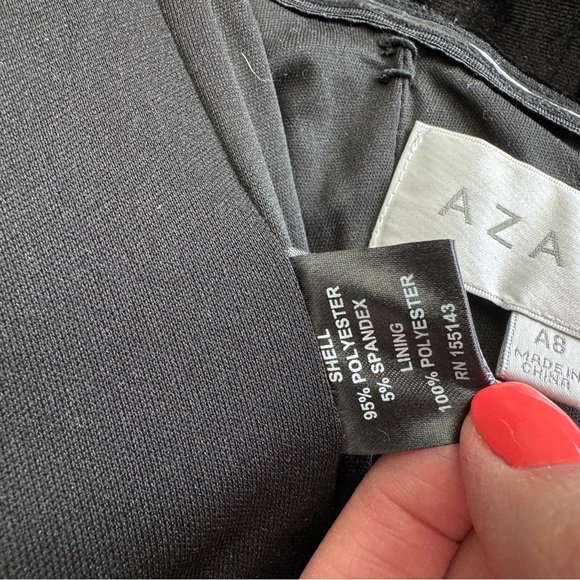 AZA
A8
MADE IN
CHINA
SHELL
95% POLYESTER
5% SPANDEX
LINING
100% POLYESTER
RN 155143